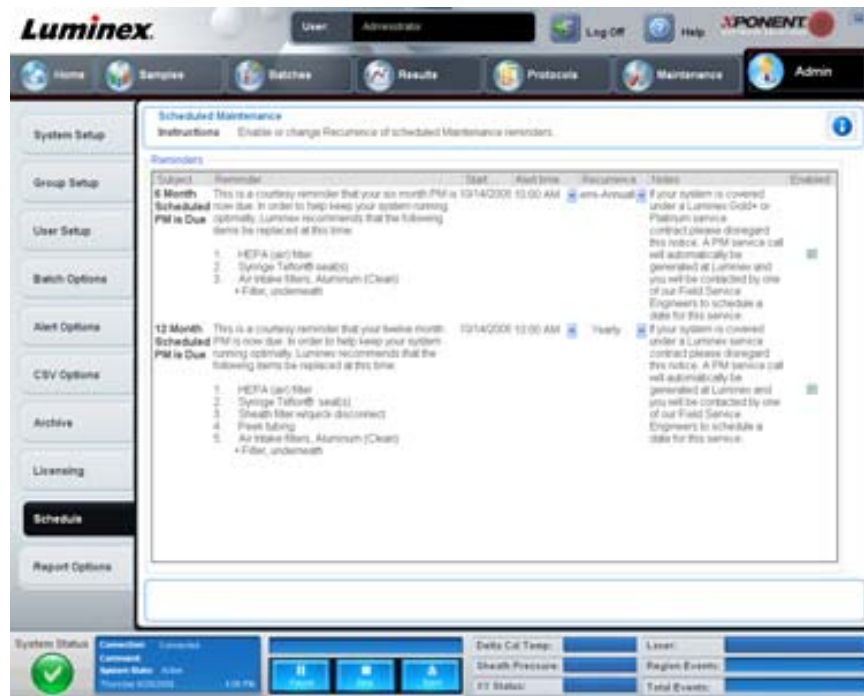 Luminex.
User: Administrator
Log Off
Help
XPONENT
Home
Samples
Batches
Results
Protocols
Maintenance
Admin
System Setup
Group Setup
User Setup
Batch Options
Alert Options
CSV Options
Archive
Licensing
Schedule
Report Options
Scheduled Maintenance
Instructions Enable or change Recurrence of scheduled Maintenance reminders.
Reminders
Subject Reminder Start Alert time Recurrence Notes Enabled
6 Month Scheduled PM is Due
This is a courtesy reminder that your six month PM is
now due. In order to help keep your system running
optimally, Luminex recommends that the following
items be replaced at this time:
1. HEPA (air) filter
2. Syringe Teflon® seal(s)
3. Air Intake filters, Aluminum (Clean)
• Filter, underneath
10:00 AM
emi-Annuall
If your system is covered
under a Luminex Gold+ or
Platinum service
contract please disregard
this notice. A PM service call
will automatically be
generated at Luminex and
you will be contacted by one
of our Field Service
Engineers to schedule a
date for this service.
12 Month Scheduled PM is Due
This is a courtesy reminder that your twelve month
PM is now due. In order to help keep your system
running optimally, Luminex recommends that the
following items be replaced at this time:
1. HEPA (air) filter
2. Syringe Teflon® seal(s)
3. Sheath filter w/quick disconnect
4. Peek tubing
5. Air Intake filters, Aluminum (Clean)
• Filter, underneath
10:00 AM
Yearly
If your system is covered
under a Luminex service
contract please disregard
this notice. A PM service call
will automatically be
generated at Luminex and
you will be contacted by one
of our Field Service
Engineers to schedule a
date for this service.
System Status
Connection: Connected
Command:
System State: Active
Delta Cal Temp:
Sheath Pressure:
XY Status:
Laser:
Region Events:
Total Events: